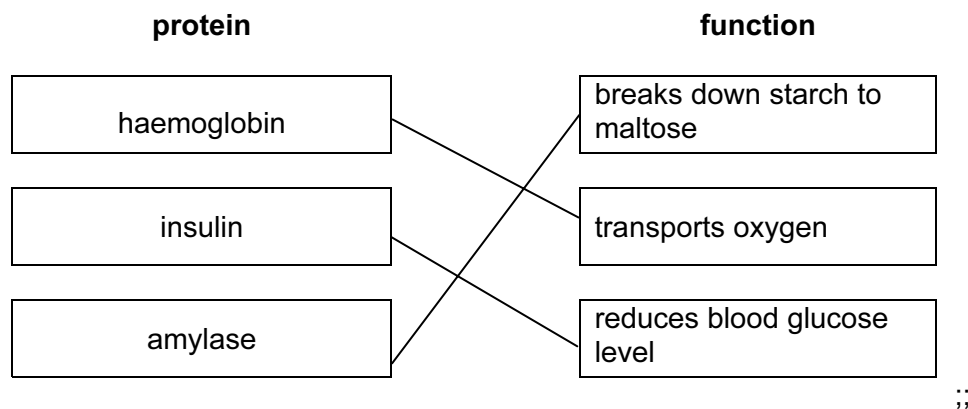 protein function
haemoglobin
breaks down starch to
maltose
insulin
transports oxygen
amylase
reduces blood glucose
level
;;